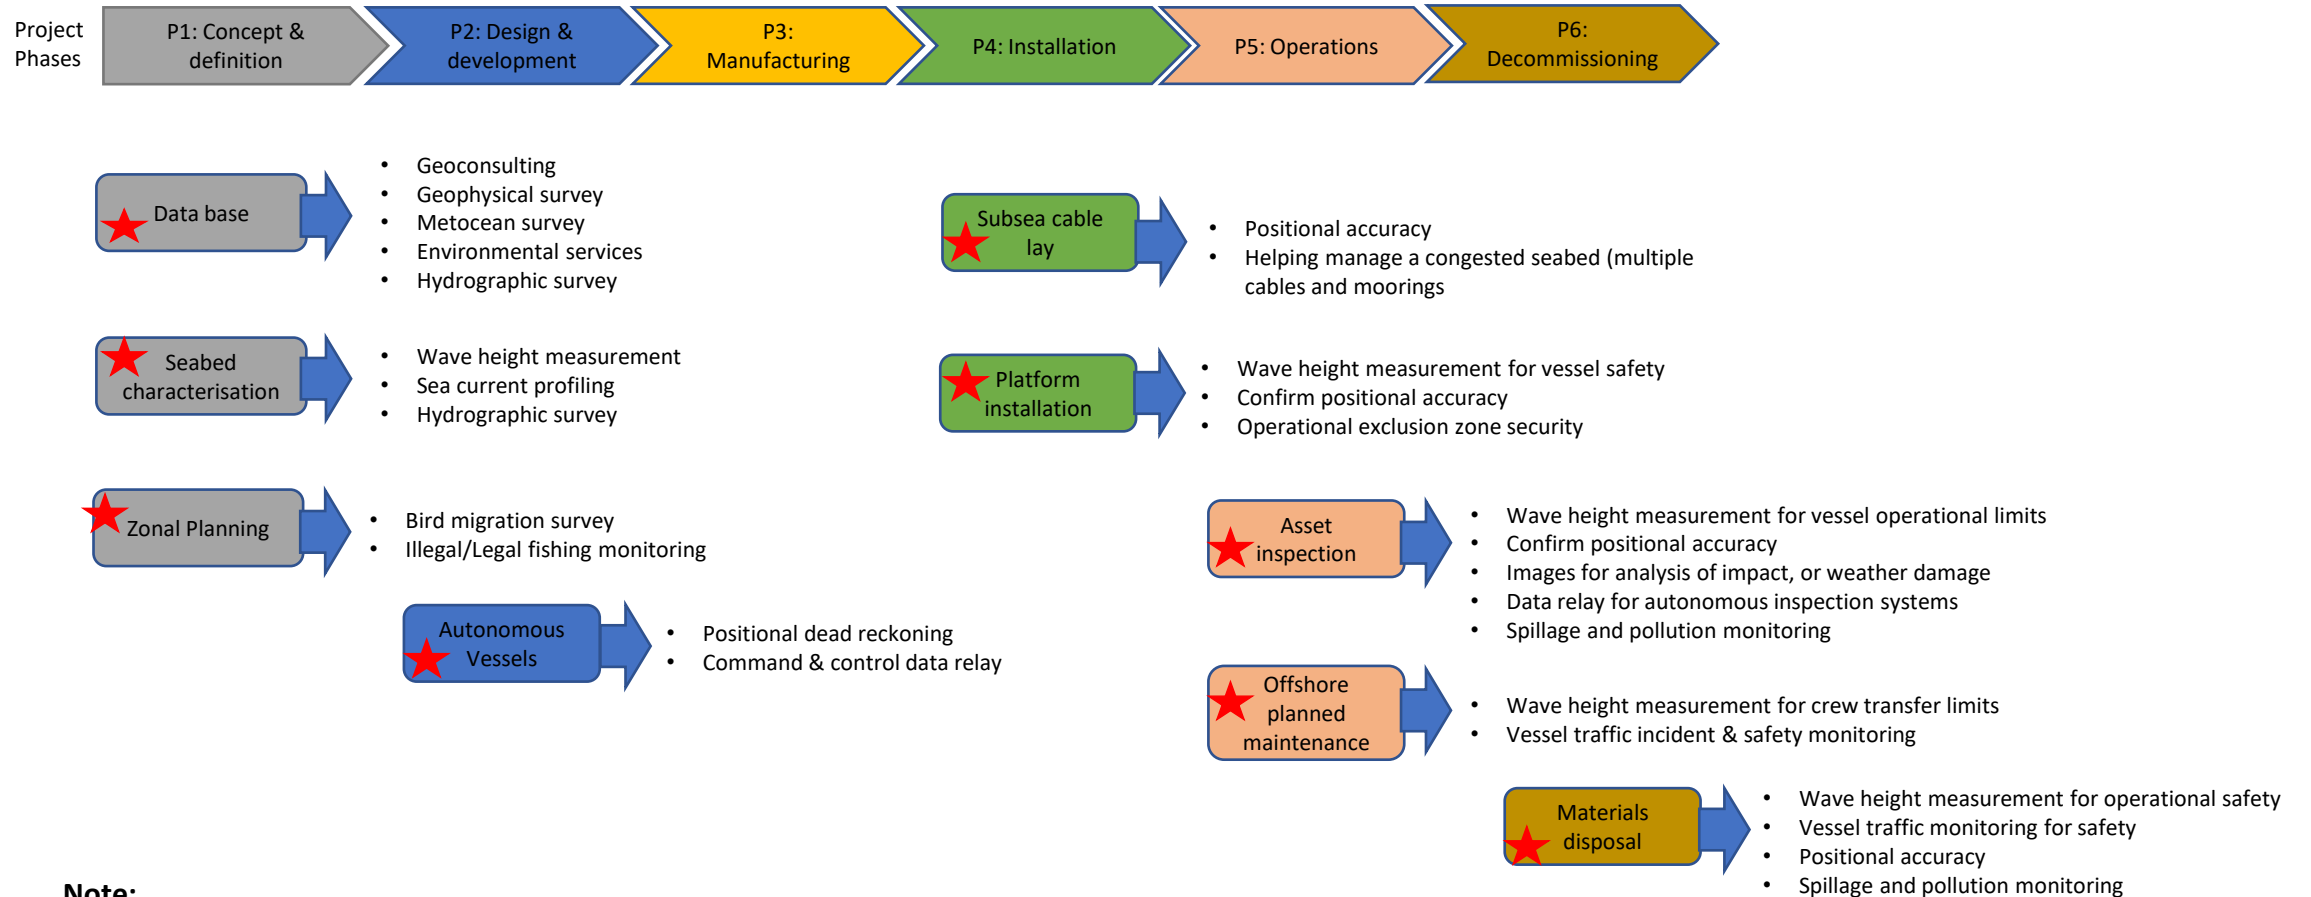 Project
Phases
P1: Concept &
definition
P2: Design &
development
P3:
Manufacturing
P4: Installation
P5: Operations
P6:
Decommissioning
Data base
• Geoconsulting
• Geophysical survey
• Metocean survey
• Environmental services
• Hydrographic survey
Seabed
characterisation
• Wave height measurement
• Sea current profiling
• Hydrographic survey
Zonal Planning
• Bird migration survey
• Illegal/Legal fishing monitoring
Autonomous
Vessels
• Positional dead reckoning
• Command & control data relay
Subsea cable
lay
• Positional accuracy
• Helping manage a congested seabed (multiple
cables and moorings
Platform
installation
• Wave height measurement for vessel safety
• Confirm positional accuracy
• Operational exclusion zone security
Asset
inspection
• Wave height measurement for vessel operational limits
• Confirm positional accuracy
• Images for analysis of impact, or weather damage
• Data relay for autonomous inspection systems
• Spillage and pollution monitoring
Offshore
planned
maintenance
• Wave height measurement for crew transfer limits
• Vessel traffic incident & safety monitoring
Materials
disposal
• Wave height measurement for operational safety
• Vessel traffic monitoring for safety
• Positional accuracy
• Spillage and pollution monitoring
Note: